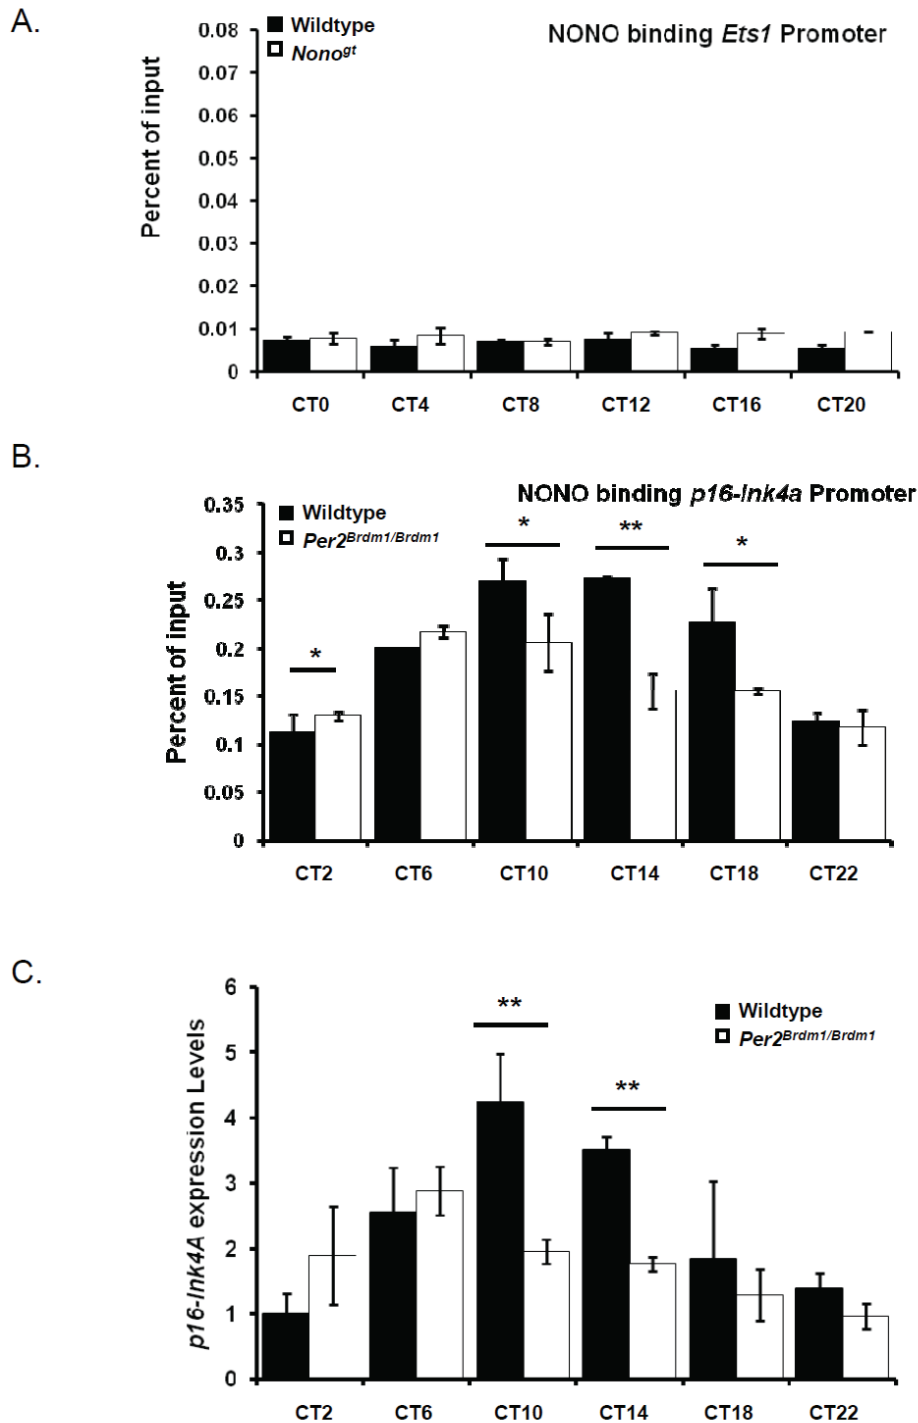 A.
Wildtype
Nonogt
NONO binding Ets1 Promoter
Percent of input
0.08
0.07
0.06
0.05
0.04
0.03
0.02
0.01
0
CT0 CT4 CT8 CT12 CT16 CT20
B.
NONO binding p16-Ink4a Promoter
Wildtype
Per2Brdm1/Brdm1
Percent of input
0.35
0.3
0.25
0.2
0.15
0.1
0.05
0
* * ** *
CT2 CT6 CT10 CT14 CT18 CT22
C.
Wildtype
Per2Brdm1/Brdm1
p16-Ink4A expression Levels
6
5
4
3
2
1
0
** **
CT2 CT6 CT10 CT14 CT18 CT22